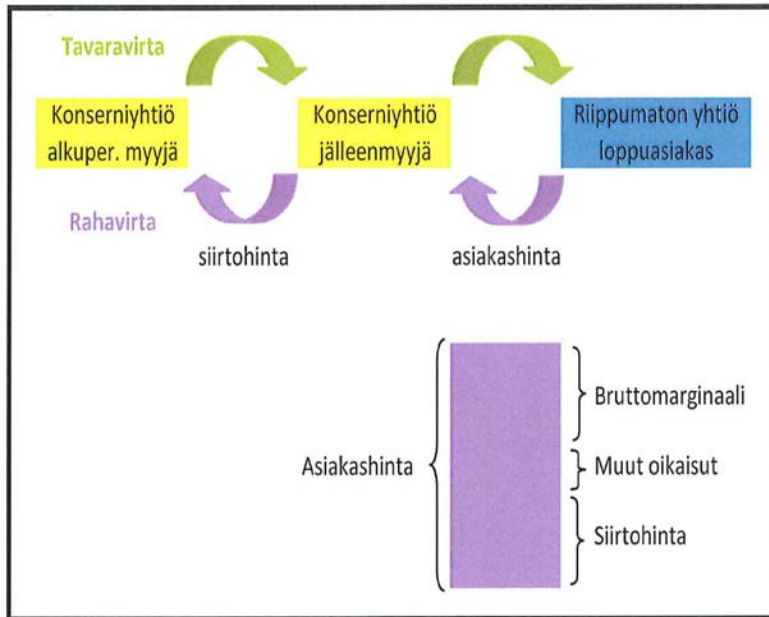 Tavaravirta
Konserniyhtiö
alkuper. myyjä
Konserniyhtiö
jälleenmyyjä
Riippumaton yhtiö
loppuasiakas
Rahavirta
siirtohinta
asiakashinta
Asiakashinta
Bruttomarginaali
Muut oikaisut
Siirtohinta